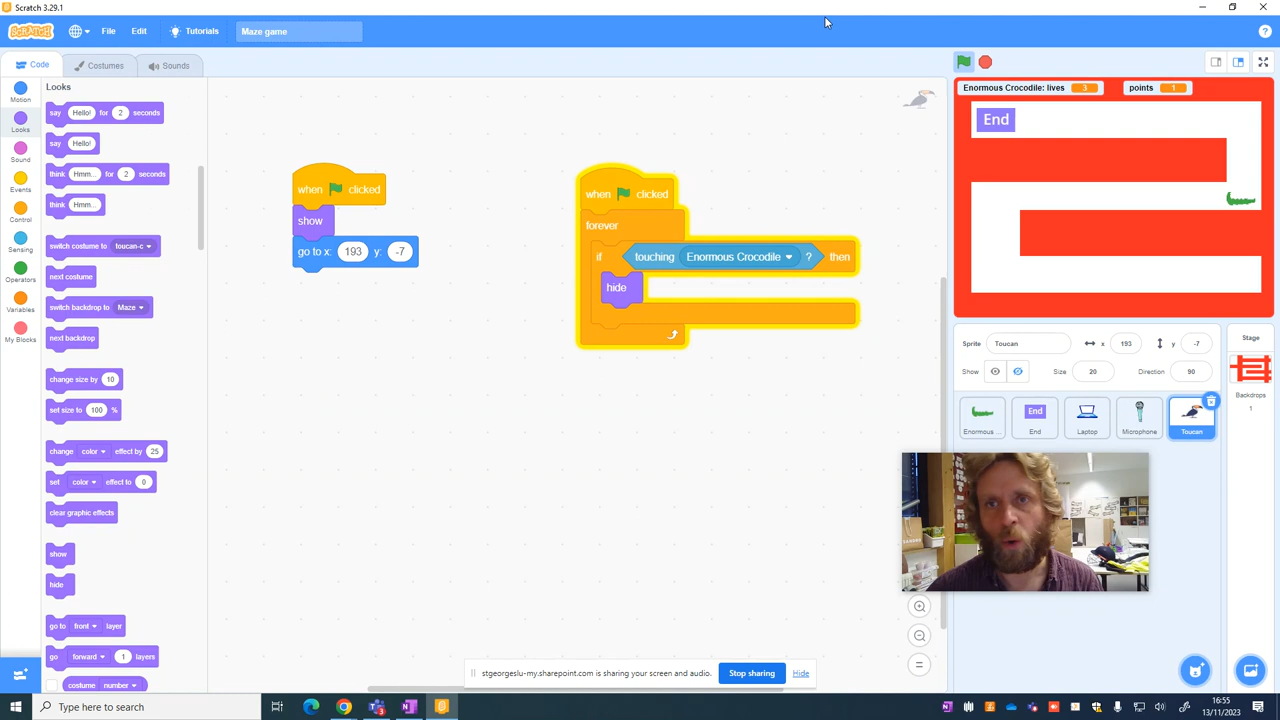 Scratch 3.29.1
SCRATCH
File
Edit
Tutorials
Maze game
Code
Costumes
Sounds
Motion
Looks
Sound
Events
Control
Sensing
Operators
Variables
My Blocks
Looks
say Hello! for 2 seconds
say Hello!
think Hmm... for 2 seconds
think Hmm...
switch costume to toucan-c
next costume
switch backdrop to Maze
next backdrop
change size by 10
set size to 100 %
change color effect by 25
set color effect to 0
clear graphic effects
show
hide
go to front layer
go forward 1 layers
costume number
when clicked
show
go to x: 193 y: -7
when clicked
forever
if touching Enormous Crocodile ? then
hide
Enormous Crocodile: lives 3
points 1
End
Sprite Toucan x 193 y -7
Show Size 20 Direction 90
Enormous ...
End
End
Laptop
Microphone
Toucan
Stage
Backdrops
1
stgeorgeslu-my.sharepoint.com is sharing your screen and audio.
Stop sharing
Hide
Type here to search
16:55
13/11/2023